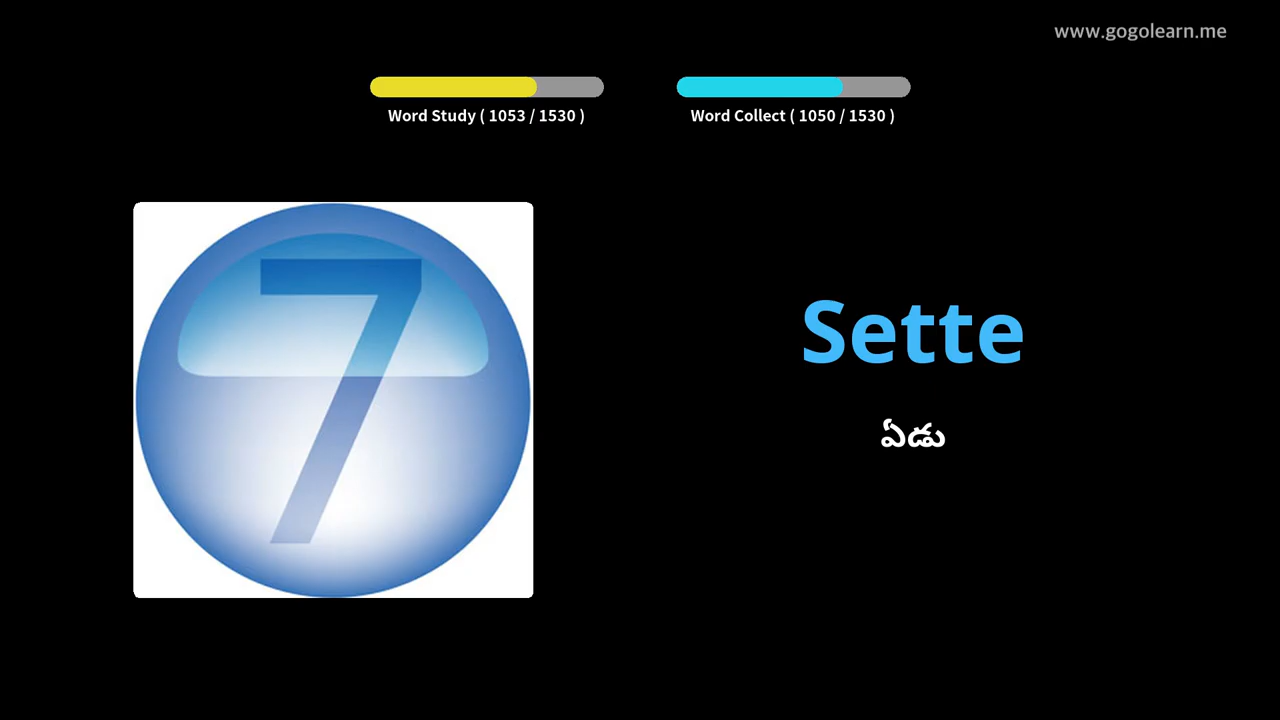 www.gogolearn.me
Word Study ( 1053 / 1530 )
Word Collect ( 1050 / 1530 )
7
Sette
ఏడు